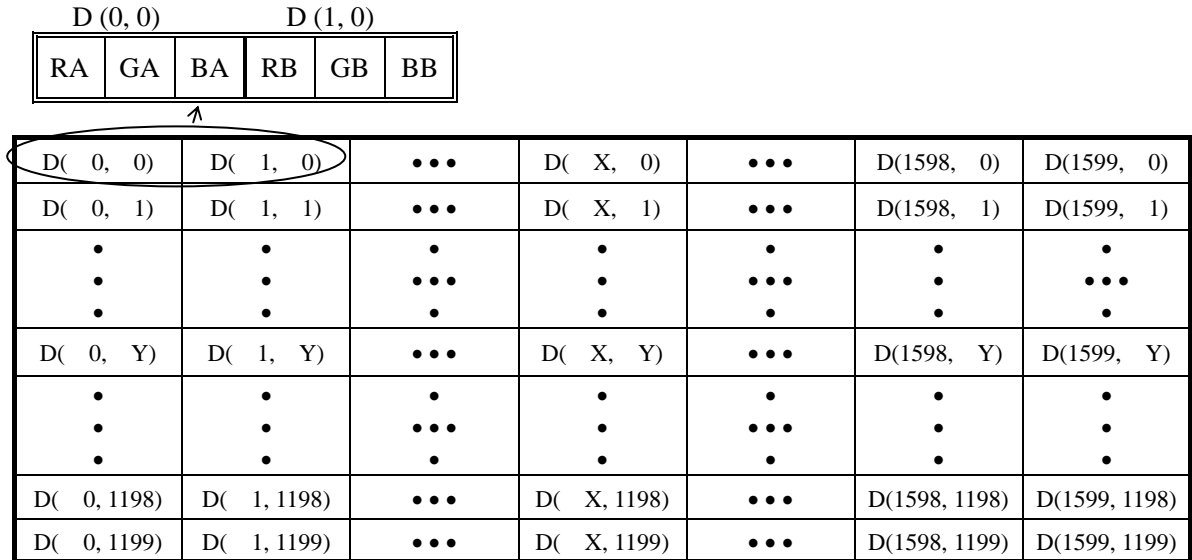 D (0, 0) D (1, 0)
RA GA BA RB GB BB
D( 0, 0) D( 1, 0) ●●● D( X, 0) ●●● D(1598, 0) D(1599, 0)
D( 0, 1) D( 1, 1) ●●● D( X, 1) ●●● D(1598, 1) D(1599, 1)
● ● ● ● ● ● ●
● ● ●●● ● ●●● ● ●●●
● ● ● ● ● ● ●
D( 0, Y) D( 1, Y) ●●● D( X, Y) ●●● D(1598, Y) D(1599, Y)
● ● ● ● ● ● ●
● ● ●●● ● ●●● ● ●
● ● ● ● ● ● ●
D( 0, 1198) D( 1, 1198) ●●● D( X, 1198) ●●● D(1598, 1198) D(1599, 1198)
D( 0, 1199) D( 1, 1199) ●●● D( X, 1199) ●●● D(1598, 1199) D(1599, 1199)